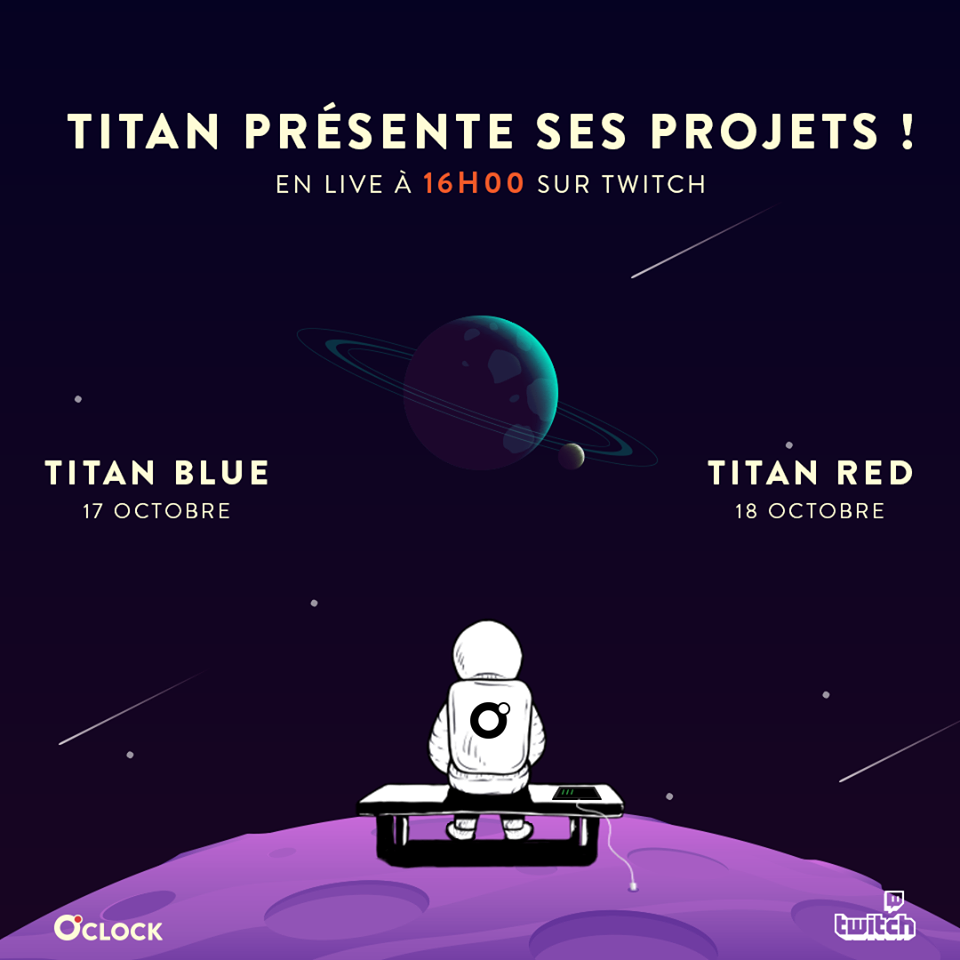 TITAN PRÉSENTE SES PROJETS !
EN LIVE À 16H00 SUR TWITCH
TITAN BLUE
17 OCTOBRE
TITAN RED
18 OCTOBRE
O'CLOCK
twitch